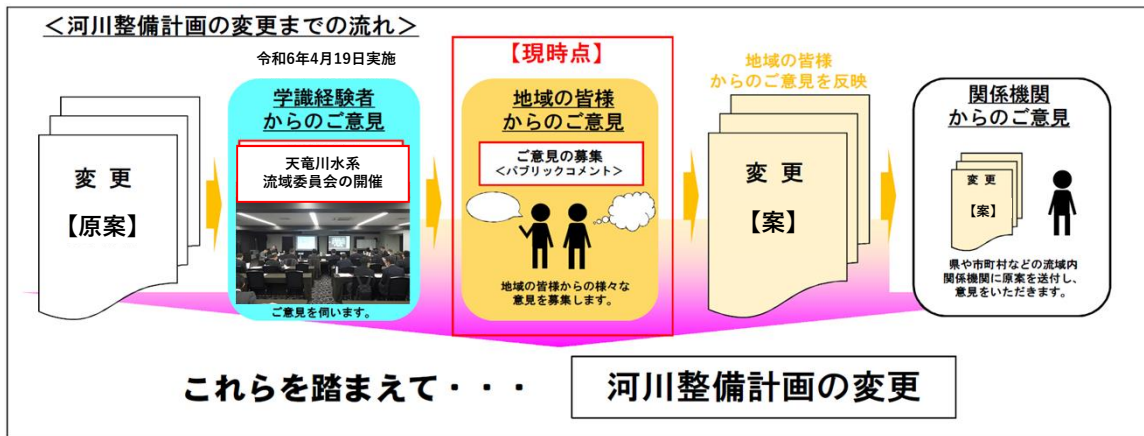 ＜河川整備計画の変更までの流れ＞
変 更
【原案】
令和6年4月19日実施
学識経験者
からのご意見
天竜川水系
流域委員会の開催
ご意見を伺います。
【現時点】
地域の皆様
からのご意見
ご意見の募集
＜パブリックコメント＞
地域の皆様からの様々な
意見を募集します。
地域の皆様
からのご意見を反映
変 更
【案】
関係機関
からのご意見
変 更
【案】
県や市町村などの流域内
関係機関に原案を送付し、
意見をいただきます。
これらを踏まえて・・・
河川整備計画の変更